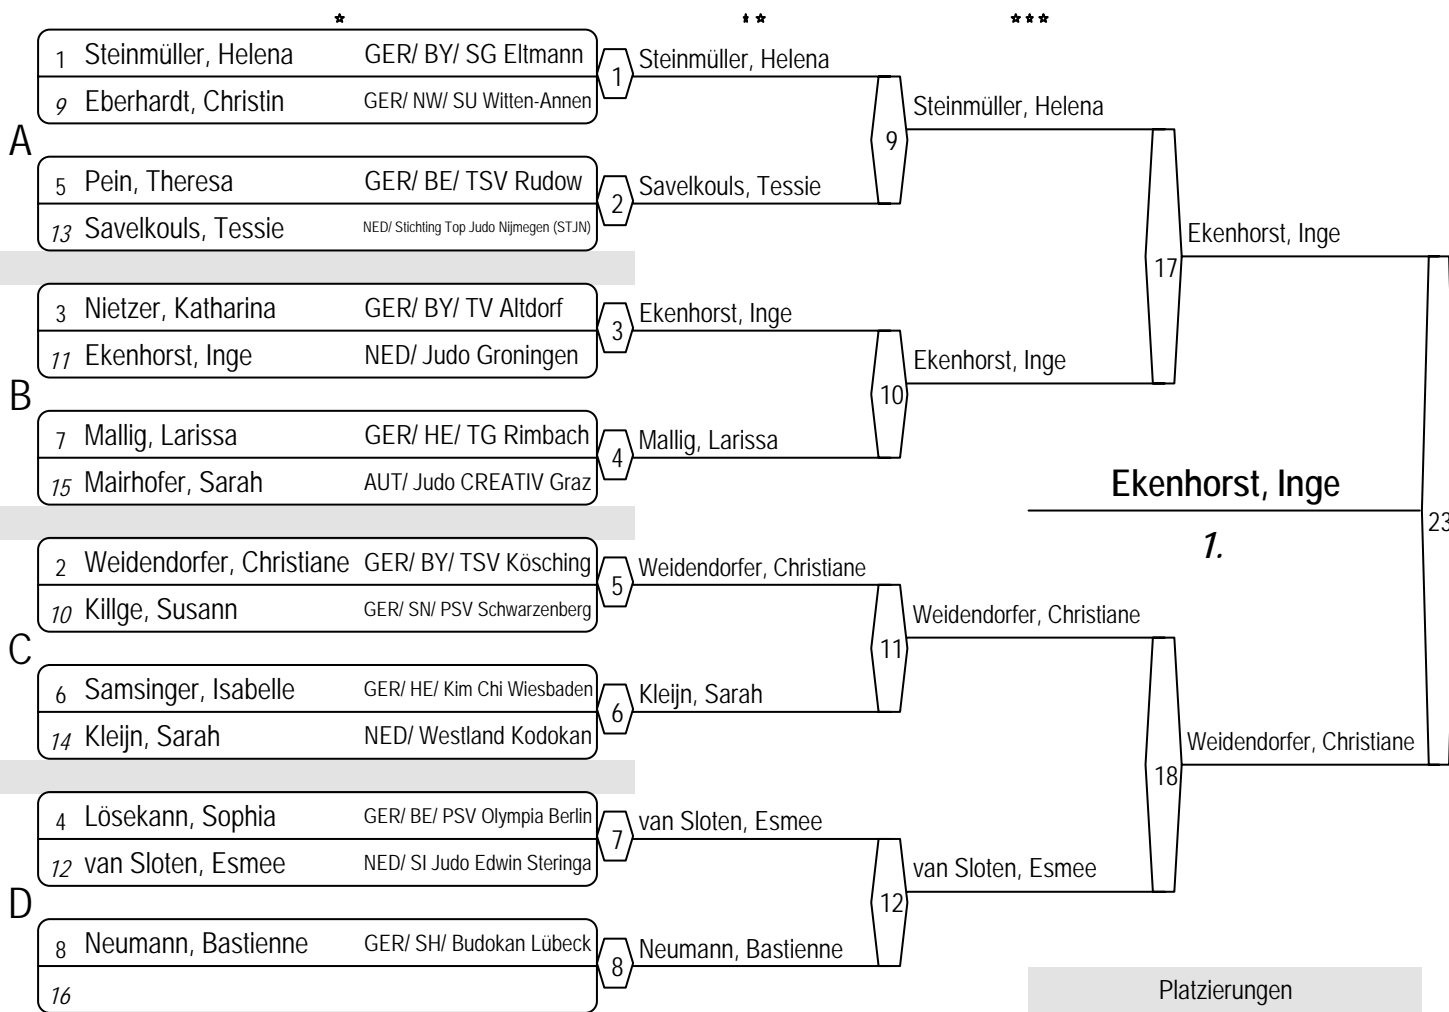 * ** ***
1 Steinmüller, Helena GER/ BY/ SG Eltmann
9 Eberhardt, Christin GER/ NW/ SU Witten-Annen
1 Steinmüller, Helena
A
5 Pein, Theresa GER/ BE/ TSV Rudow
13 Savelkouls, Tessie NED/ Stichting Top Judo Nijmegen (STJN)
2 Savelkouls, Tessie
9 Steinmüller, Helena
3 Nietzer, Katharina GER/ BY/ TV Altdorf
11 Ekenhorst, Inge NED/ Judo Groningen
3 Ekenhorst, Inge
B
7 Mallig, Larissa GER/ HE/ TG Rimbach
15 Mairhofer, Sarah AUT/ Judo CREATIV Graz
4 Mallig, Larissa
10 Ekenhorst, Inge
17 Ekenhorst, Inge
2 Weidendorfer, Christiane GER/ BY/ TSV Kösching
10 Killge, Susann GER/ SN/ PSV Schwarzenberg
5 Weidendorfer, Christiane
C
6 Samsinger, Isabelle GER/ HE/ Kim Chi Wiesbaden
14 Kleijn, Sarah NED/ Westland Kodokan
6 Kleijn, Sarah
11 Weidendorfer, Christiane
4 Lösekann, Sophia GER/ BE/ PSV Olympia Berlin
12 van Sloten, Esmee NED/ SI Judo Edwin Steringa
7 van Sloten, Esmee
D
8 Neumann, Bastienne GER/ SH/ Budokan Lübeck
16
8 Neumann, Bastienne
12 van Sloten, Esmee
18 Weidendorfer, Christiane
23
Ekenhorst, Inge
1.
Platzierungen